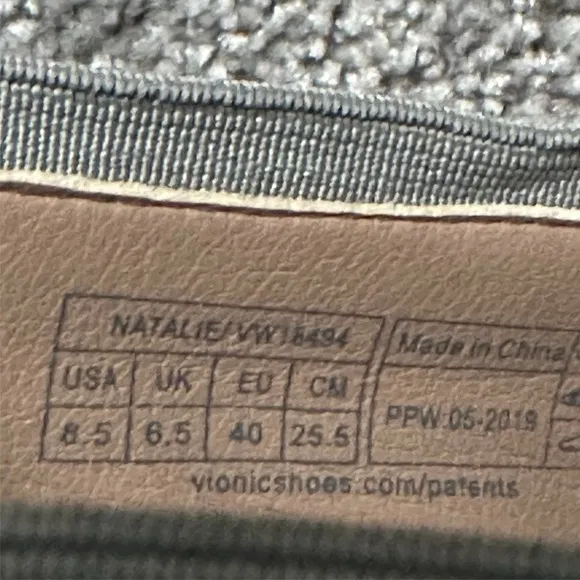 NATALIE/VW18494
Made in China
USA UK EU CM
8.5 6.5 40 25.5
PPW:05-2019
vionicshoes.com/patents